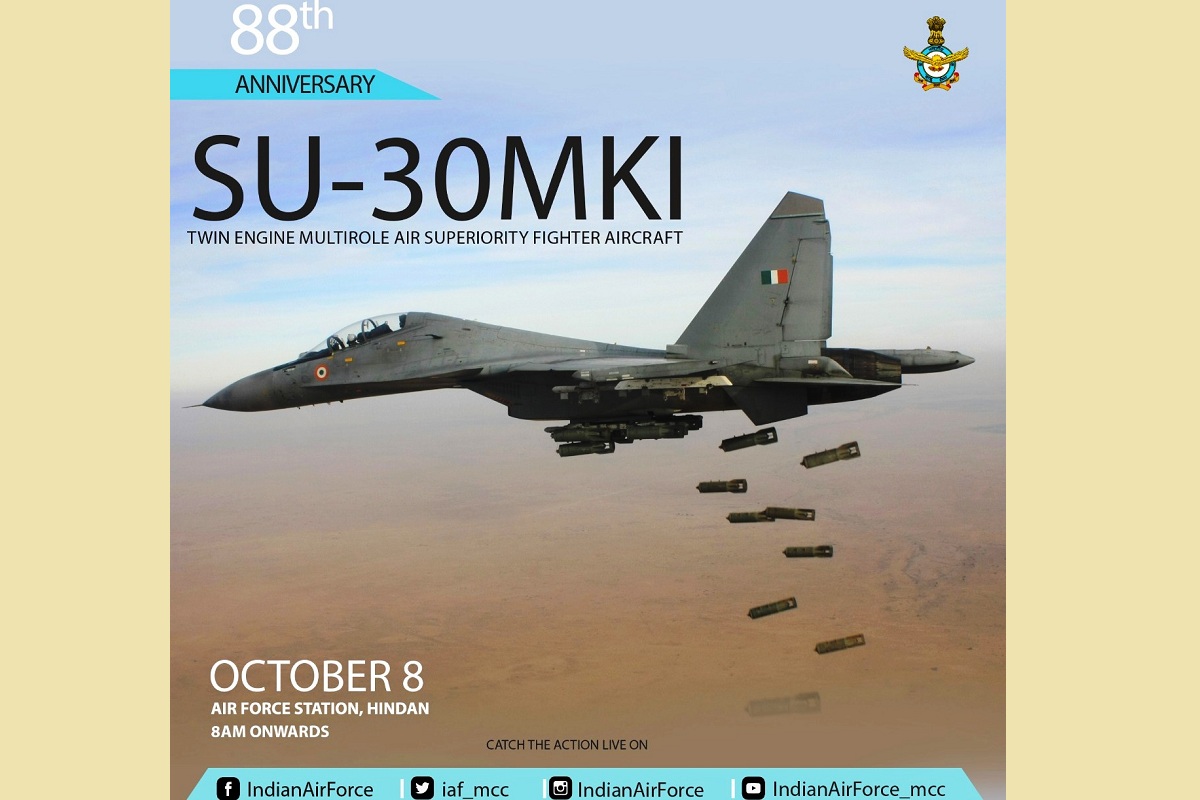 88th
ANNIVERSARY
SU-30MKI
TWIN ENGINE MULTIROLE AIR SUPERIORITY FIGHTER AIRCRAFT
OCTOBER 8
AIR FORCE STATION, HINDAN
8AM ONWARDS
CATCH THE ACTION LIVE ON
IndianAirForce | iaf_mcc | IndianAirForce | IndianAirForce_mcc